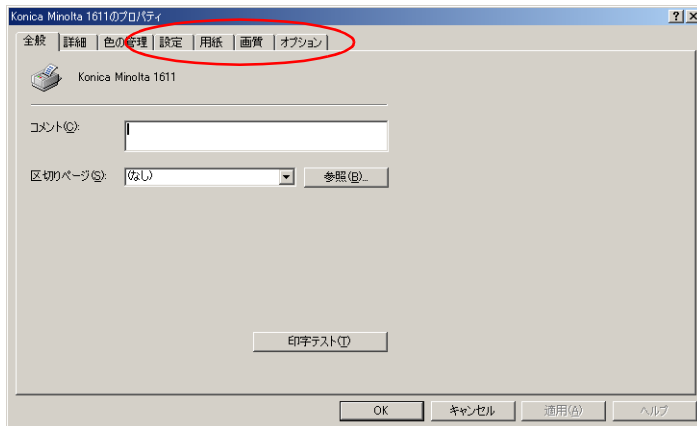 Konica Minolta 1611のプロパティ
全般 詳細 色の管理 設定 用紙 画質 オプション
Konica Minolta 1611
コメント(C):
区切りページ(S): (なし) 参照(B)...
印字テスト(T)
OK キャンセル 適用(A) ヘルプ